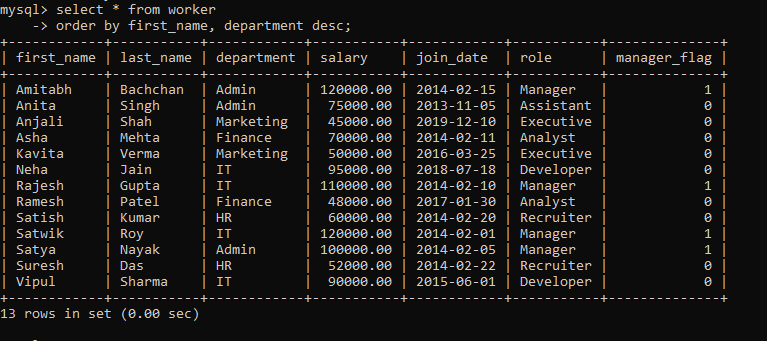 mysql> select * from worker
    -> order by first_name, department desc;
+------------+-----------+------------+-----------+------------+-----------+--------------+
| first_name | last_name | department | salary    | join_date  | role      | manager_flag |
+------------+-----------+------------+-----------+------------+-----------+--------------+
| Amitabh    | Bachchan  | Admin      | 120000.00 | 2014-02-15 | Manager   |            1 |
| Anita      | Singh     | Admin      |  75000.00 | 2013-11-05 | Assistant |            0 |
| Anjali     | Shah      | Marketing  |  45000.00 | 2019-12-10 | Executive |            0 |
| Asha       | Mehta     | Finance    |  70000.00 | 2014-02-11 | Analyst   |            0 |
| Kavita     | Verma     | Marketing  |  50000.00 | 2016-03-25 | Executive |            0 |
| Neha       | Jain      | IT         |  95000.00 | 2018-07-18 | Developer |            0 |
| Rajesh     | Gupta     | IT         | 110000.00 | 2014-02-10 | Manager   |            1 |
| Ramesh     | Patel     | Finance    |  48000.00 | 2017-01-30 | Analyst   |            0 |
| Satish     | Kumar     | HR         |  60000.00 | 2014-02-20 | Recruiter |            0 |
| Satwik     | Roy       | IT         | 120000.00 | 2014-02-01 | Manager   |            1 |
| Satya      | Nayak     | Admin      | 100000.00 | 2014-02-05 | Manager   |            1 |
| Suresh     | Das       | HR         |  52000.00 | 2014-02-22 | Recruiter |            0 |
| Vipul      | Sharma    | IT         |  90000.00 | 2015-06-01 | Developer |            0 |
+------------+-----------+------------+-----------+------------+-----------+--------------+
13 rows in set (0.00 sec)